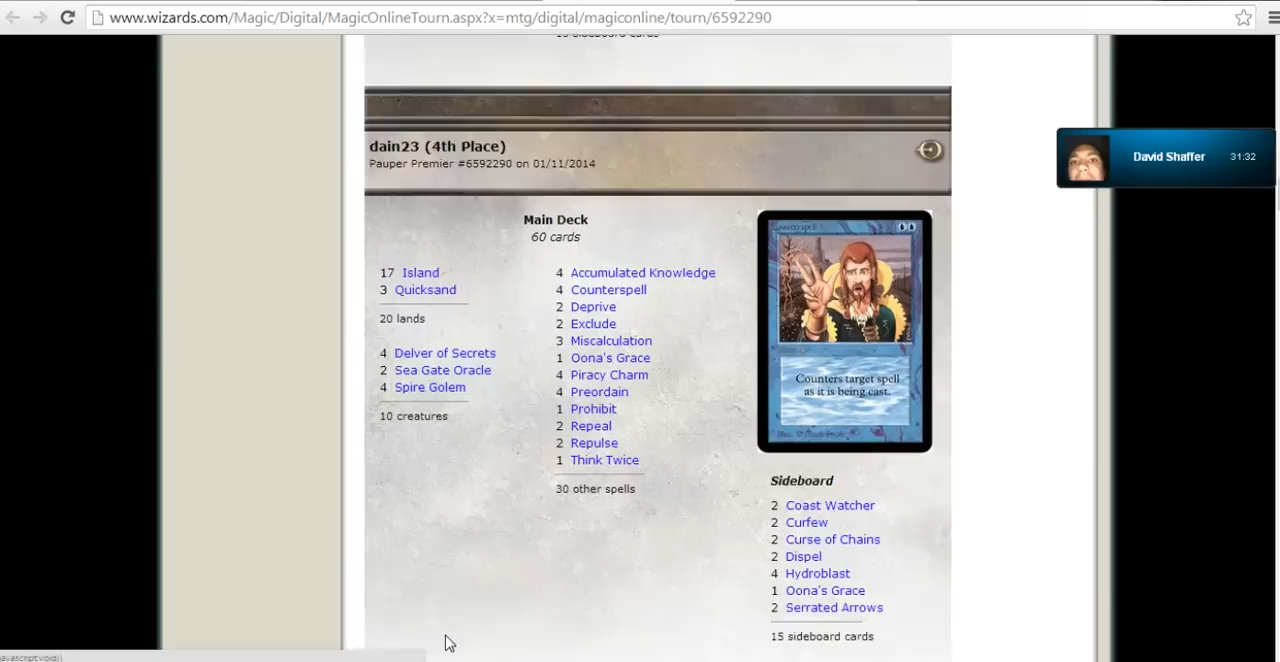 www.wizards.com/Magic/Digital/MagicOnlineTourn.aspx?x=mtg/digital/magiconline/tourn/6592290
15 sideboard cards
dain23 (4th Place)
Pauper Premier #6592290 on 01/11/2014
David Shaffer 31:32
Main Deck
60 cards
17 Island
3 Quicksand
20 lands
4 Delver of Secrets
2 Sea Gate Oracle
4 Spire Golem
10 creatures
4 Accumulated Knowledge
4 Counterspell
2 Deprive
2 Exclude
3 Miscalculation
1 Oona's Grace
4 Piracy Charm
4 Preordain
1 Prohibit
2 Repeal
2 Repulse
1 Think Twice
30 other spells
Counterspell
Counters target spell
as it is being cast.
Sideboard
2 Coast Watcher
2 Curfew
2 Curse of Chains
2 Dispel
4 Hydroblast
1 Oona's Grace
2 Serrated Arrows
15 sideboard cards